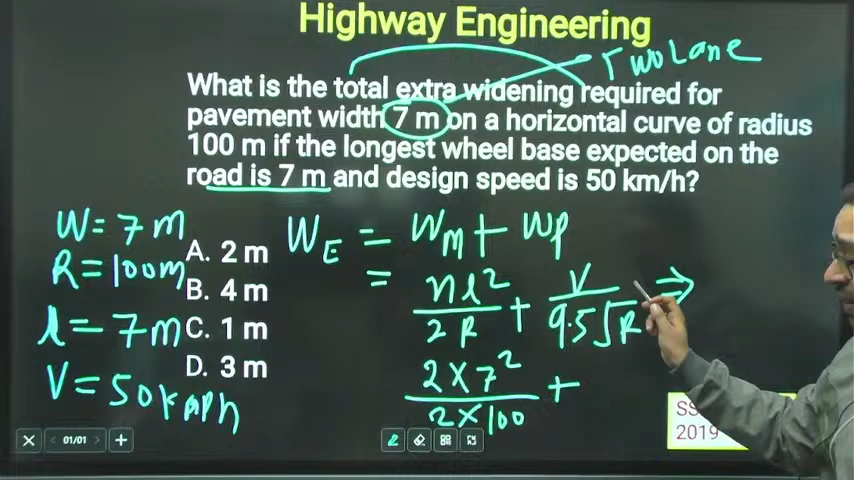 Highway Engineering
Two Lane
What is the total extra widening required for
pavement width 7 m on a horizontal curve of radius
100 m if the longest wheel base expected on the
road is 7 m and design speed is 50 km/h?
W = 7 m
R = 100m
l = 7m
V = 50 kmph
A. 2 m
B. 4 m
C. 1 m
D. 3 m
W_E = W_M + W_P
= nl²/2R + V/9.5√R ⇒
2×7²/2×100 +
SS
2019
01/01